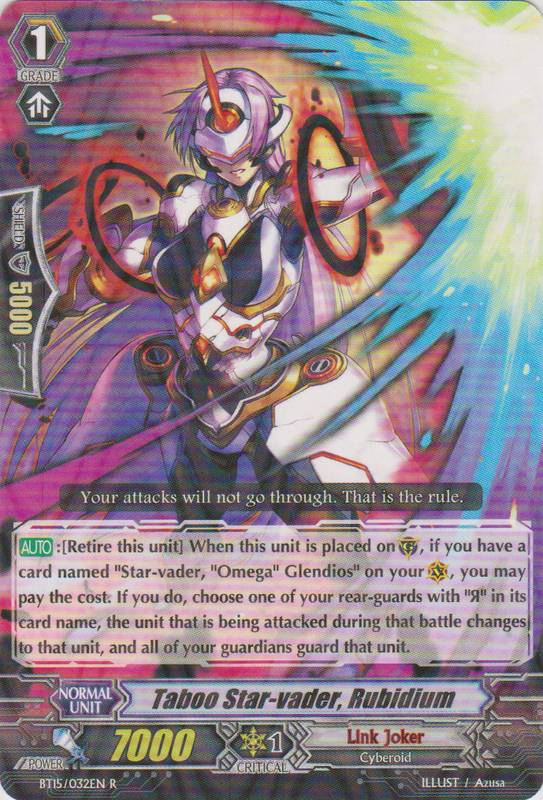 1
GRADE
SHIELD
5000
Your attacks will not go through. That is the rule.
AUTO :[Retire this unit] When this unit is placed on G, if you have a
card named "Star-vader, "Omega" Glendios" on your , you may
pay the cost. If you do, choose one of your rear-guards with "Я" in its
card name, the unit that is being attacked during that battle changes
to that unit, and all of your guardians guard that unit.
NORMAL
UNIT
Taboo Star-vader, Rubidium
POWER
7000
1
CRITICAL
Link Joker
Cyberoid
BT15/032EN R
ILLUST / Azusa